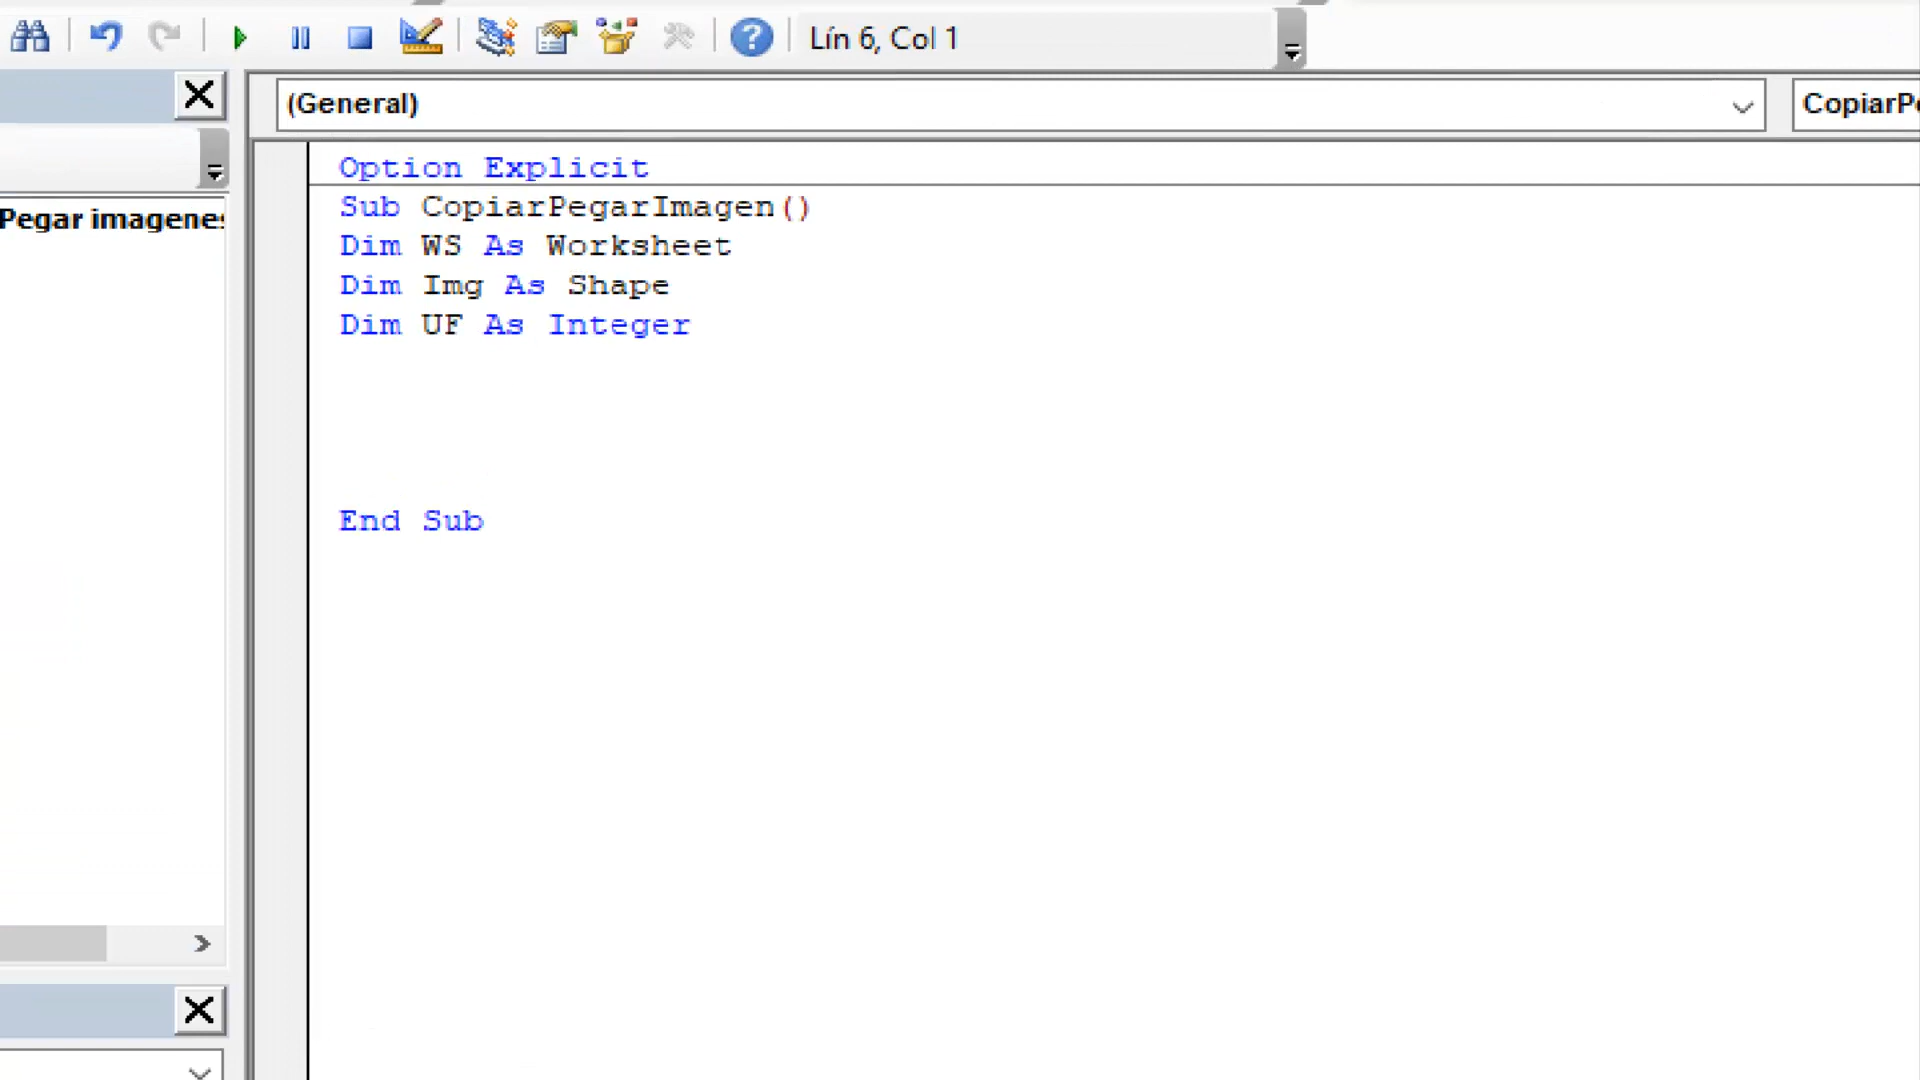 Lín 6, Col 1
(General)
Pegar imagenes
Option Explicit
Sub CopiarPegarImagen()
Dim WS As Worksheet
Dim Img As Shape
Dim UF As Integer
End Sub